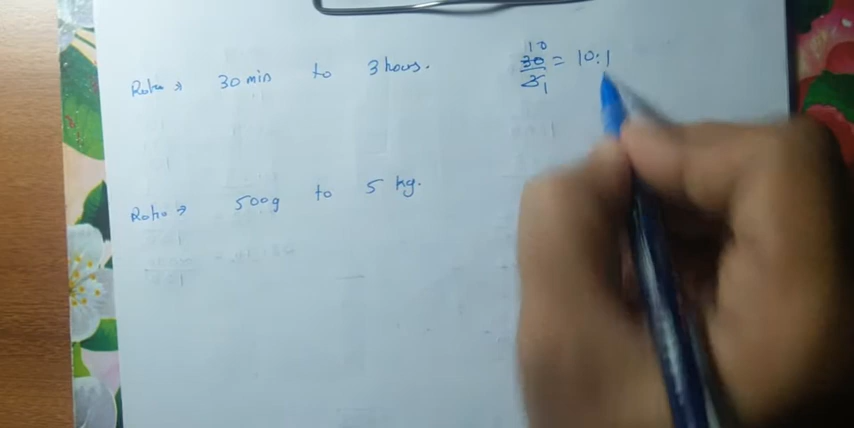 Ratio → 30 min to 3 hours.
10
30/3 = 10:1
1
Ratio → 500g to 5 kg.